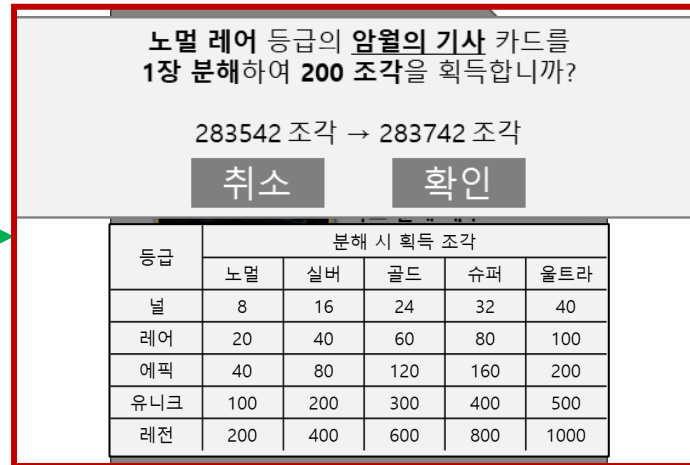 노멀 레어 등급의 암월의 기사 카드를
1장 분해하여 200 조각을 획득합니까?
283542 조각 → 283742 조각
취소 확인
등급 분해 시 획득 조각
노멀 실버 골드 슈퍼 울트라
널 8 16 24 32 40
레어 20 40 60 80 100
에픽 40 80 120 160 200
유니크 100 200 300 400 500
레전 200 400 600 800 1000